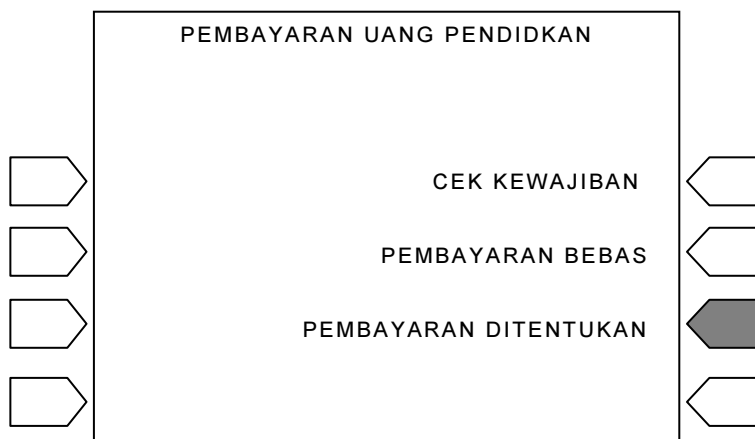 PEMBAYARAN UANG PENDIDKAN
CEK KEWAJIBAN
PEMBAYARAN BEBAS
PEMBAYARAN DITENTUKAN